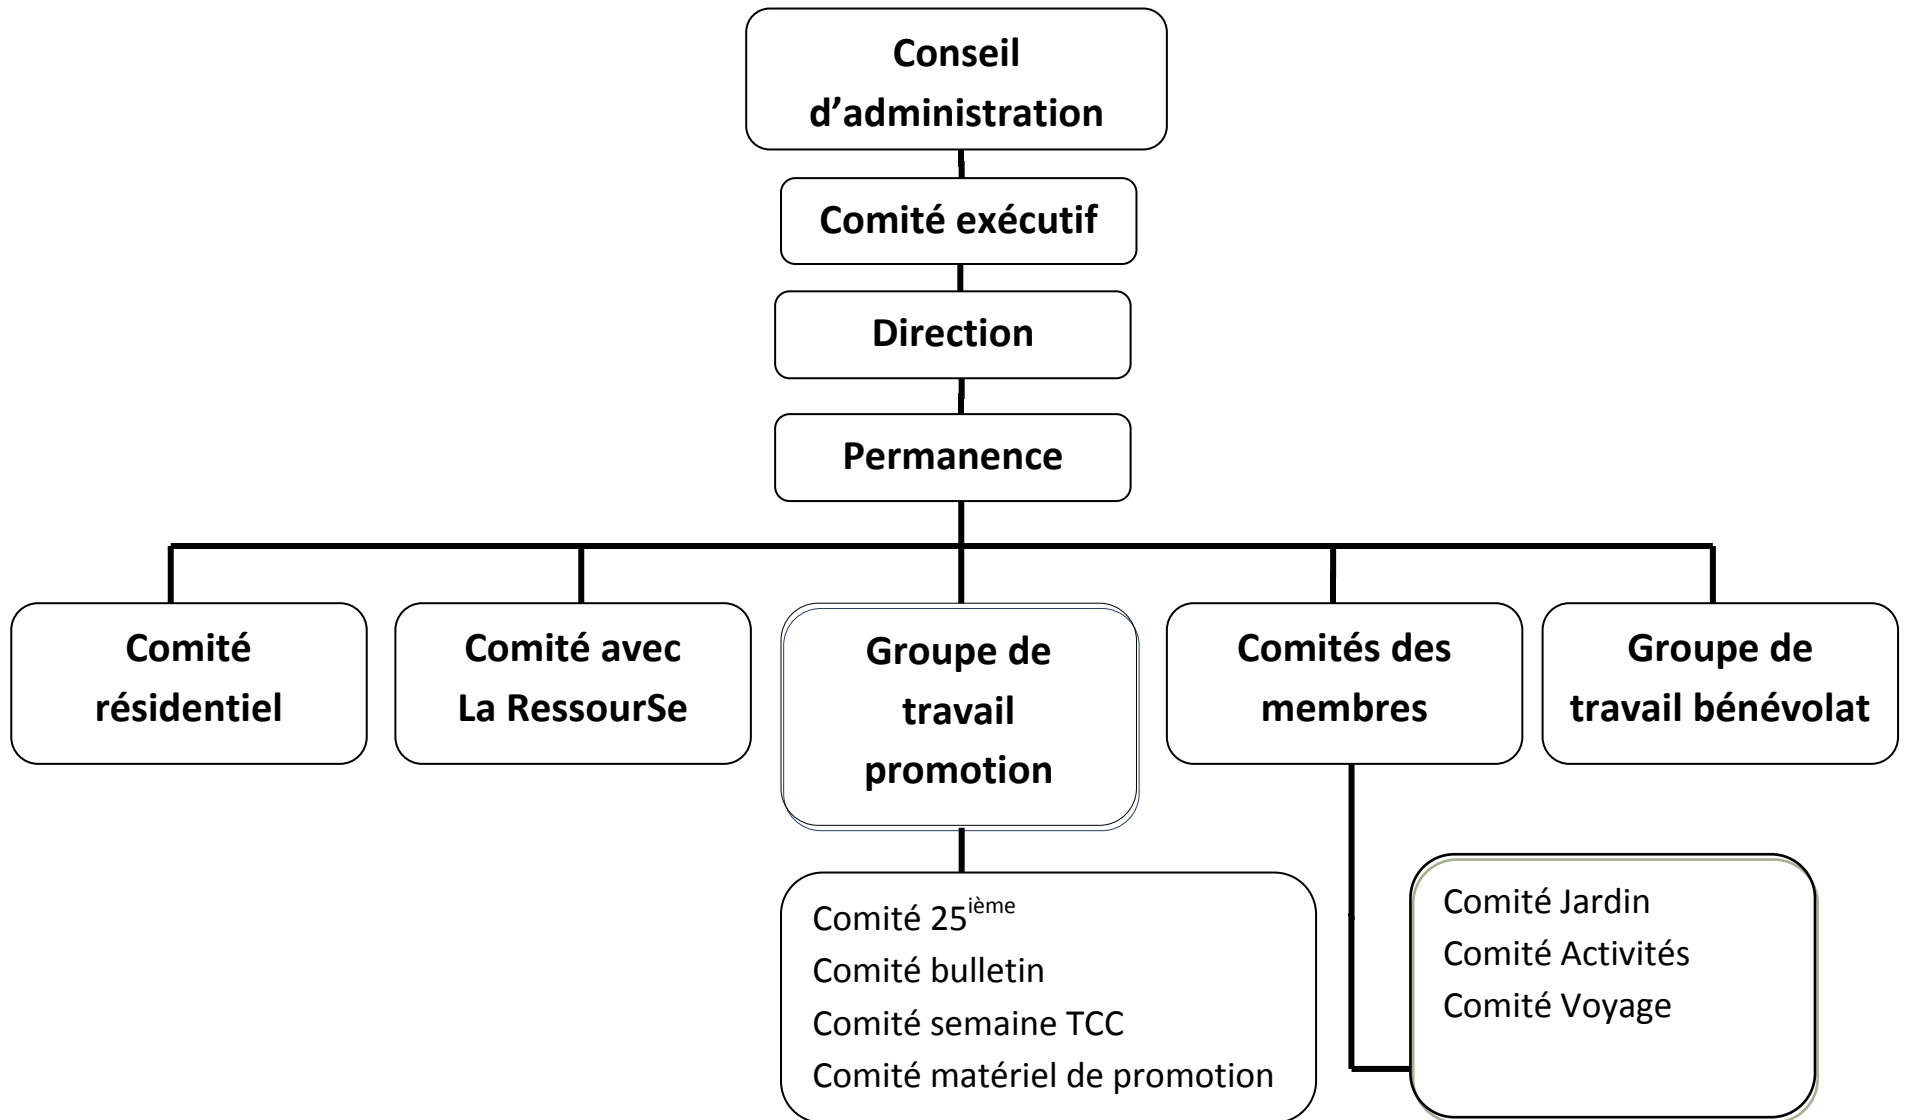 Conseil
d’administration
Comité exécutif
Direction
Permanence
Comité
résidentiel
Comité avec
La RessourSe
Groupe de
travail
promotion
Comités des
membres
Groupe de
travail bénévolat
Comité 25ième
Comité bulletin
Comité semaine TCC
Comité matériel de promotion
Comité Jardin
Comité Activités
Comité Voyage